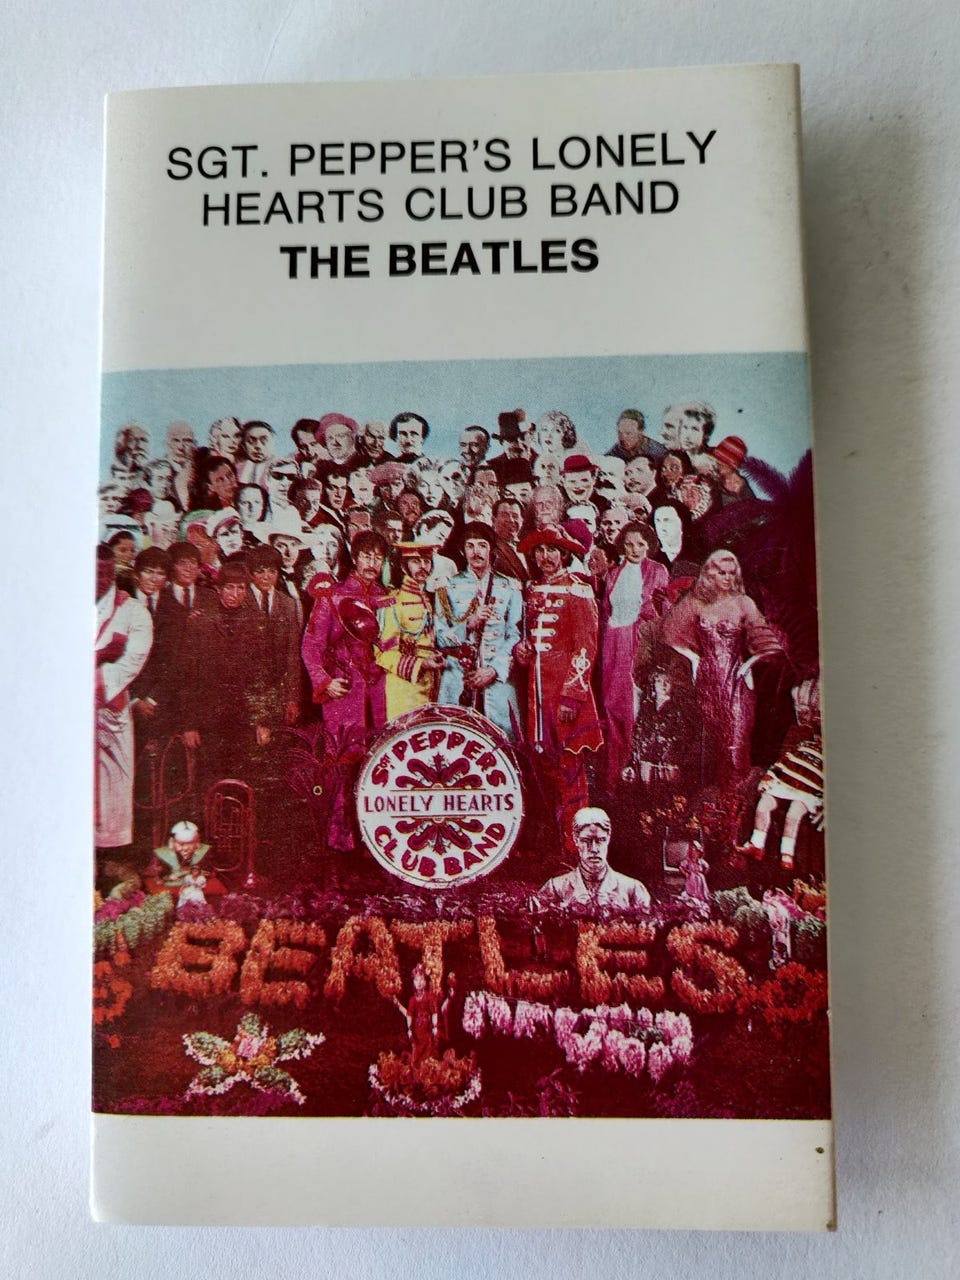 SGT. PEPPER'S LONELY
HEARTS CLUB BAND
THE BEATLES
SGT PEPPERS
LONELY HEARTS
CLUB BAND
BEATLES